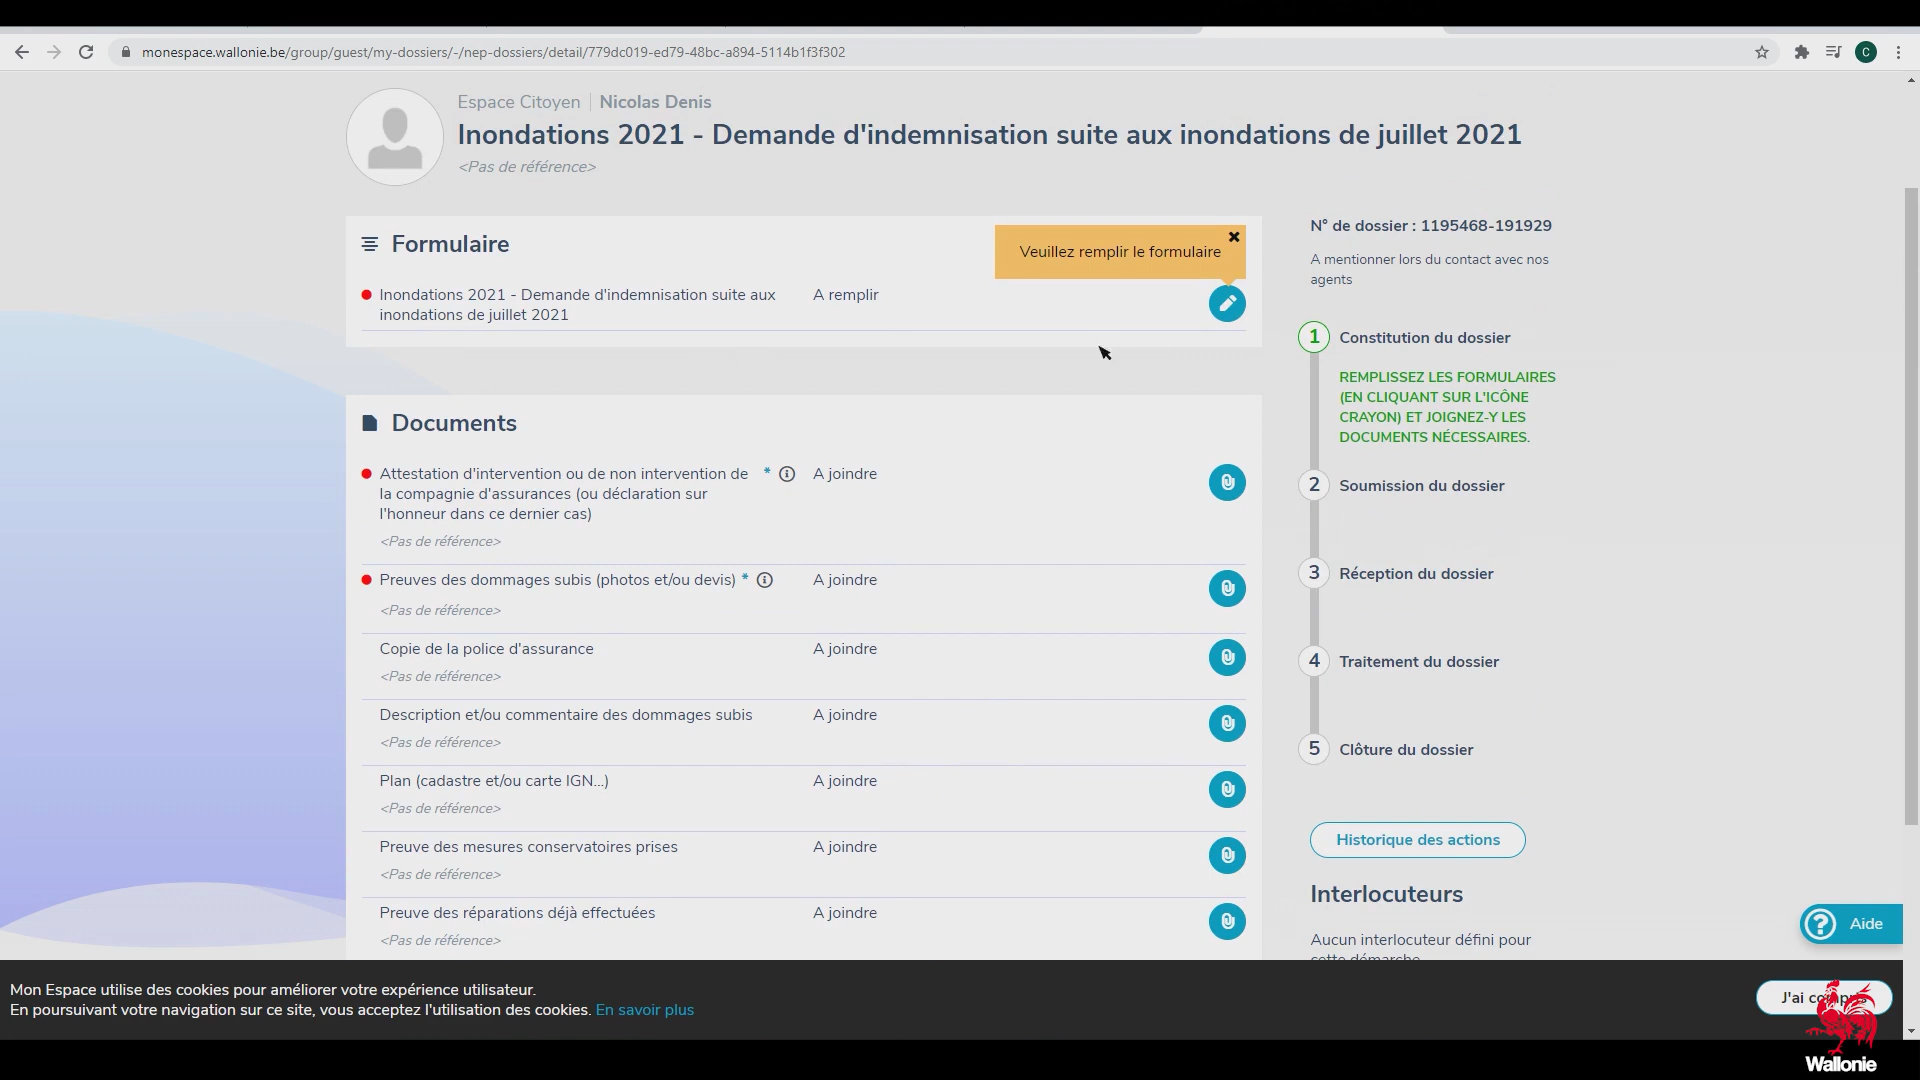 monespace.wallonie.be/group/guest/my-dossiers/-/nep-dossiers/detail/779dc019-ed79-48bc-a894-5114b1f3f302
C
Espace Citoyen | Nicolas Denis
Inondations 2021 - Demande d'indemnisation suite aux inondations de juillet 2021
<Pas de référence>
Formulaire
Veuillez remplir le formulaire
Inondations 2021 - Demande d'indemnisation suite aux
inondations de juillet 2021
A remplir
Documents
Attestation d'intervention ou de non intervention de
la compagnie d'assurances (ou déclaration sur
l'honneur dans ce dernier cas)
*
A joindre
<Pas de référence>
Preuves des dommages subis (photos et/ou devis) *
A joindre
<Pas de référence>
Copie de la police d'assurance
A joindre
<Pas de référence>
Description et/ou commentaire des dommages subis
A joindre
<Pas de référence>
Plan (cadastre et/ou carte IGN...)
A joindre
<Pas de référence>
Preuve des mesures conservatoires prises
A joindre
<Pas de référence>
Preuve des réparations déjà effectuées
A joindre
<Pas de référence>
N° de dossier : 1195468-191929
A mentionner lors du contact avec nos
agents
1 Constitution du dossier
REMPLISSEZ LES FORMULAIRES
(EN CLIQUANT SUR L'ICÔNE
CRAYON) ET JOIGNEZ-Y LES
DOCUMENTS NÉCESSAIRES.
2 Soumission du dossier
3 Réception du dossier
4 Traitement du dossier
5 Clôture du dossier
Historique des actions
Interlocuteurs
Aucun interlocuteur défini pour
cette démarche
? Aide
Mon Espace utilise des cookies pour améliorer votre expérience utilisateur.
En poursuivant votre navigation sur ce site, vous acceptez l'utilisation des cookies. En savoir plus
J'ai compris
Wallonie